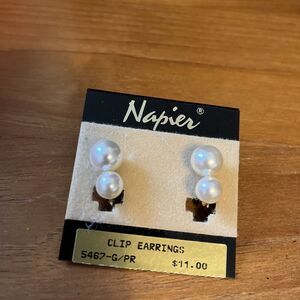 Napier®
CLIP EARRINGS
5467-G/PR $11.00